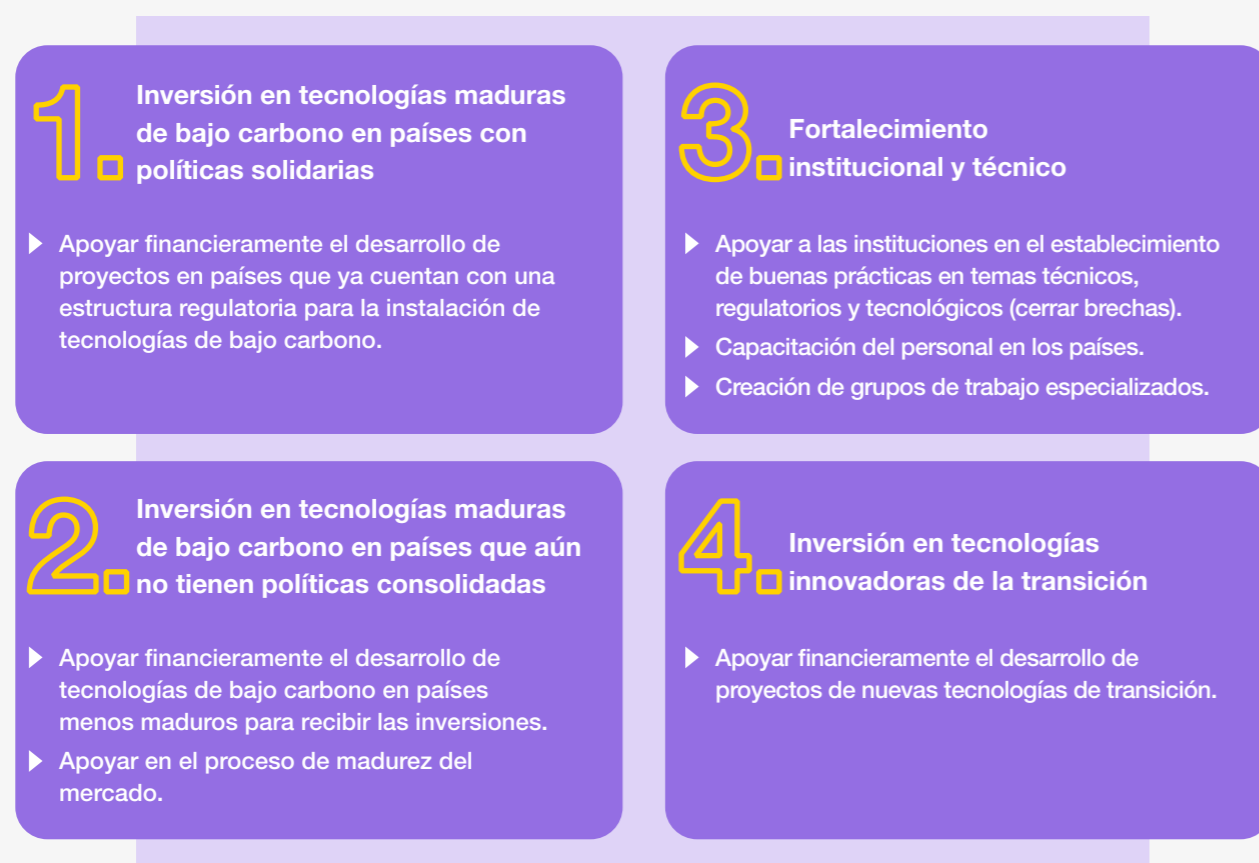 1.
Inversión en tecnologías maduras
de bajo carbono en países con
políticas solidarias
Apoyar financieramente el desarrollo de
proyectos en países que ya cuentan con una
estructura regulatoria para la instalación de
tecnologías de bajo carbono.
2.
Inversión en tecnologías maduras
de bajo carbono en países que aún
no tienen políticas consolidadas
Apoyar financieramente el desarrollo de
tecnologías de bajo carbono en países
menos maduros para recibir las inversiones.
Apoyar en el proceso de madurez del
mercado.
3.
Fortalecimiento
institucional y técnico
Apoyar a las instituciones en el establecimiento
de buenas prácticas en temas técnicos,
regulatorios y tecnológicos (cerrar brechas).
Capacitación del personal en los países.
Creación de grupos de trabajo especializados.
4.
Inversión en tecnologías
innovadoras de la transición
Apoyar financieramente el desarrollo de
proyectos de nuevas tecnologías de transición.